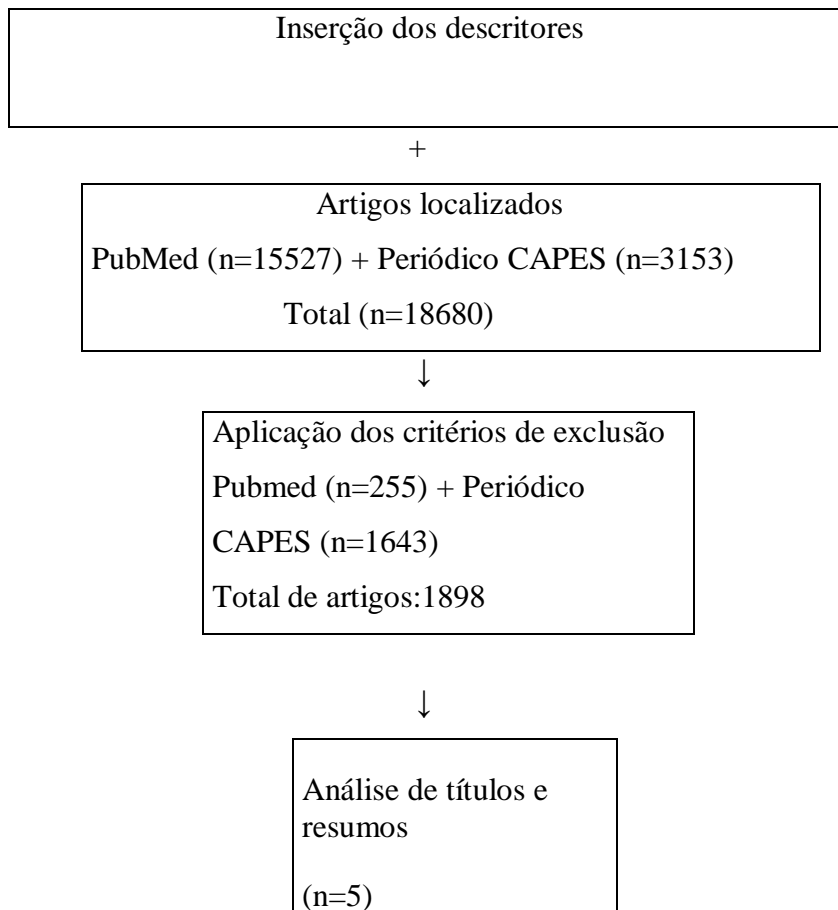 Inserção dos descritores
+
Artigos localizados
PubMed (n=15527) + Periódico CAPES (n=3153)
Total (n=18680)
↓
Aplicação dos critérios de exclusão
Pubmed (n=255) + Periódico
CAPES (n=1643)
Total de artigos:1898
↓
Análise de títulos e
resumos
(n=5)